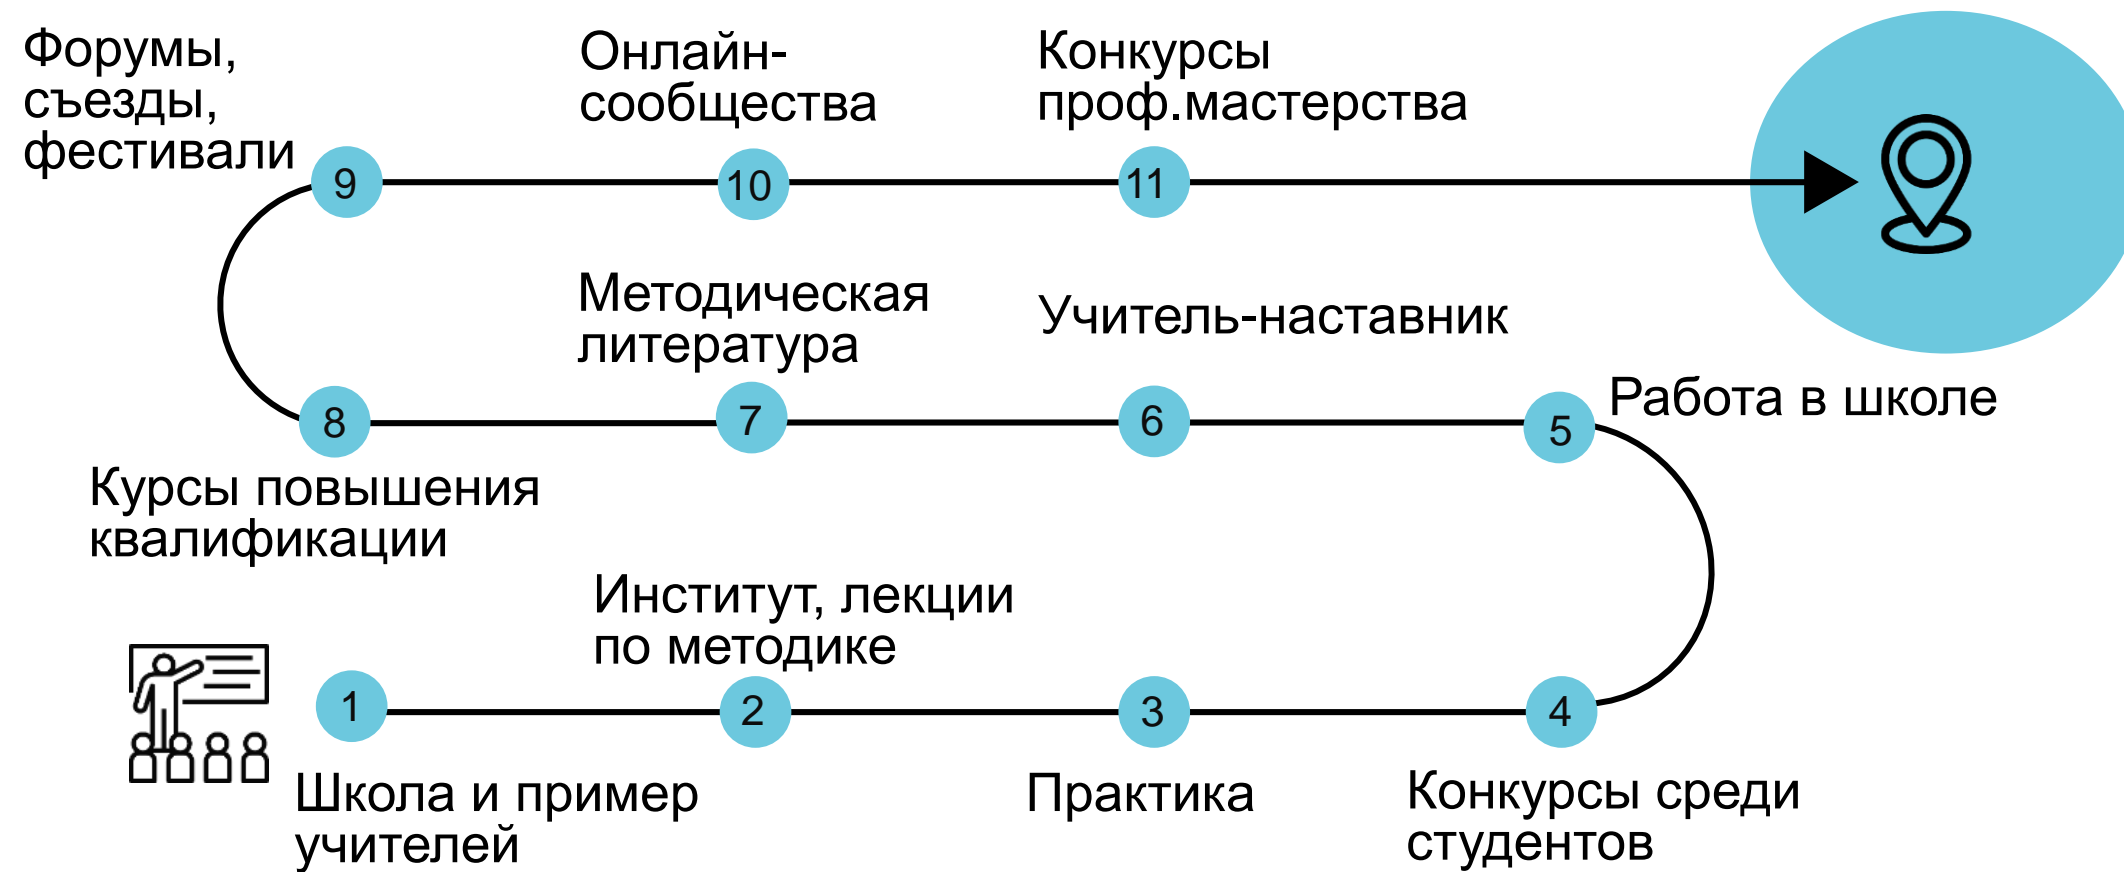 Форумы,
съезды,
фестивали
Онлайн-
сообщества
Конкурсы
проф.мастерства
9
10
11
Методическая
литература
Учитель-наставник
Работа в школе
8
7
6
5
Курсы повышения
квалификации
Институт, лекции
по методике
1
2
3
4
Школа и пример
учителей
Практика
Конкурсы среди
студентов